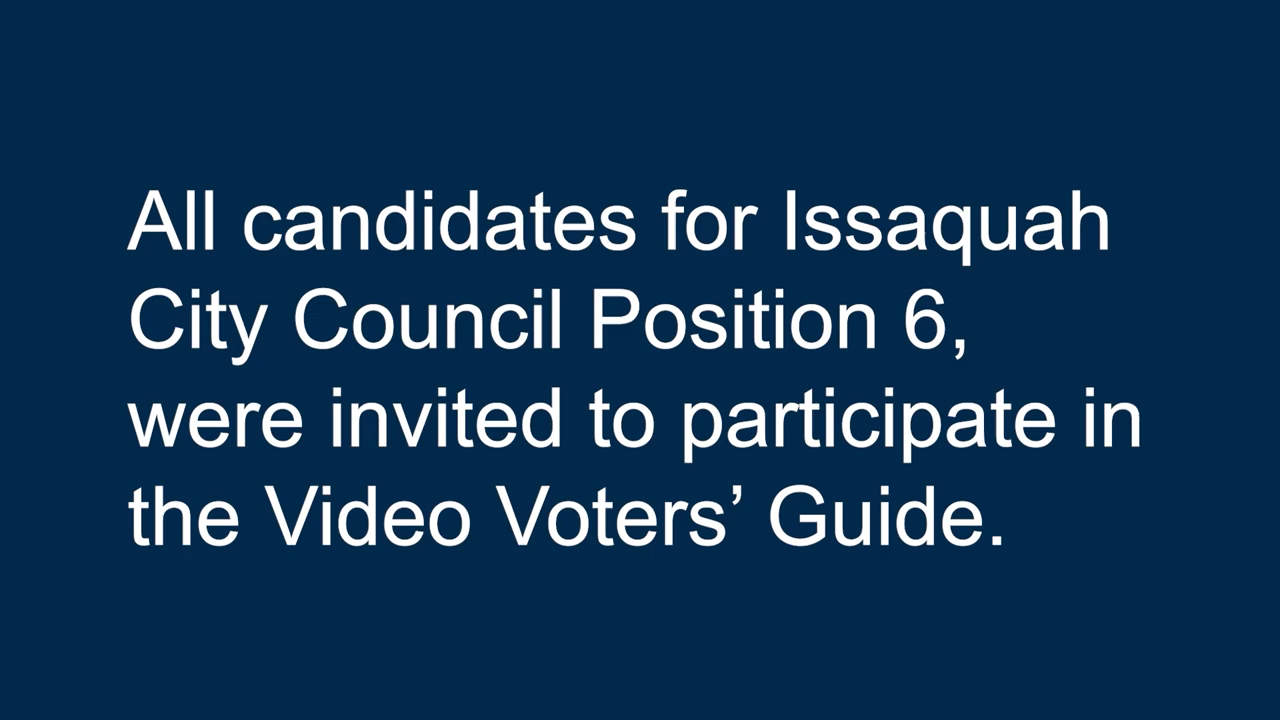 All candidates for Issaquah
City Council Position 6,
were invited to participate in
the Video Voters’ Guide.